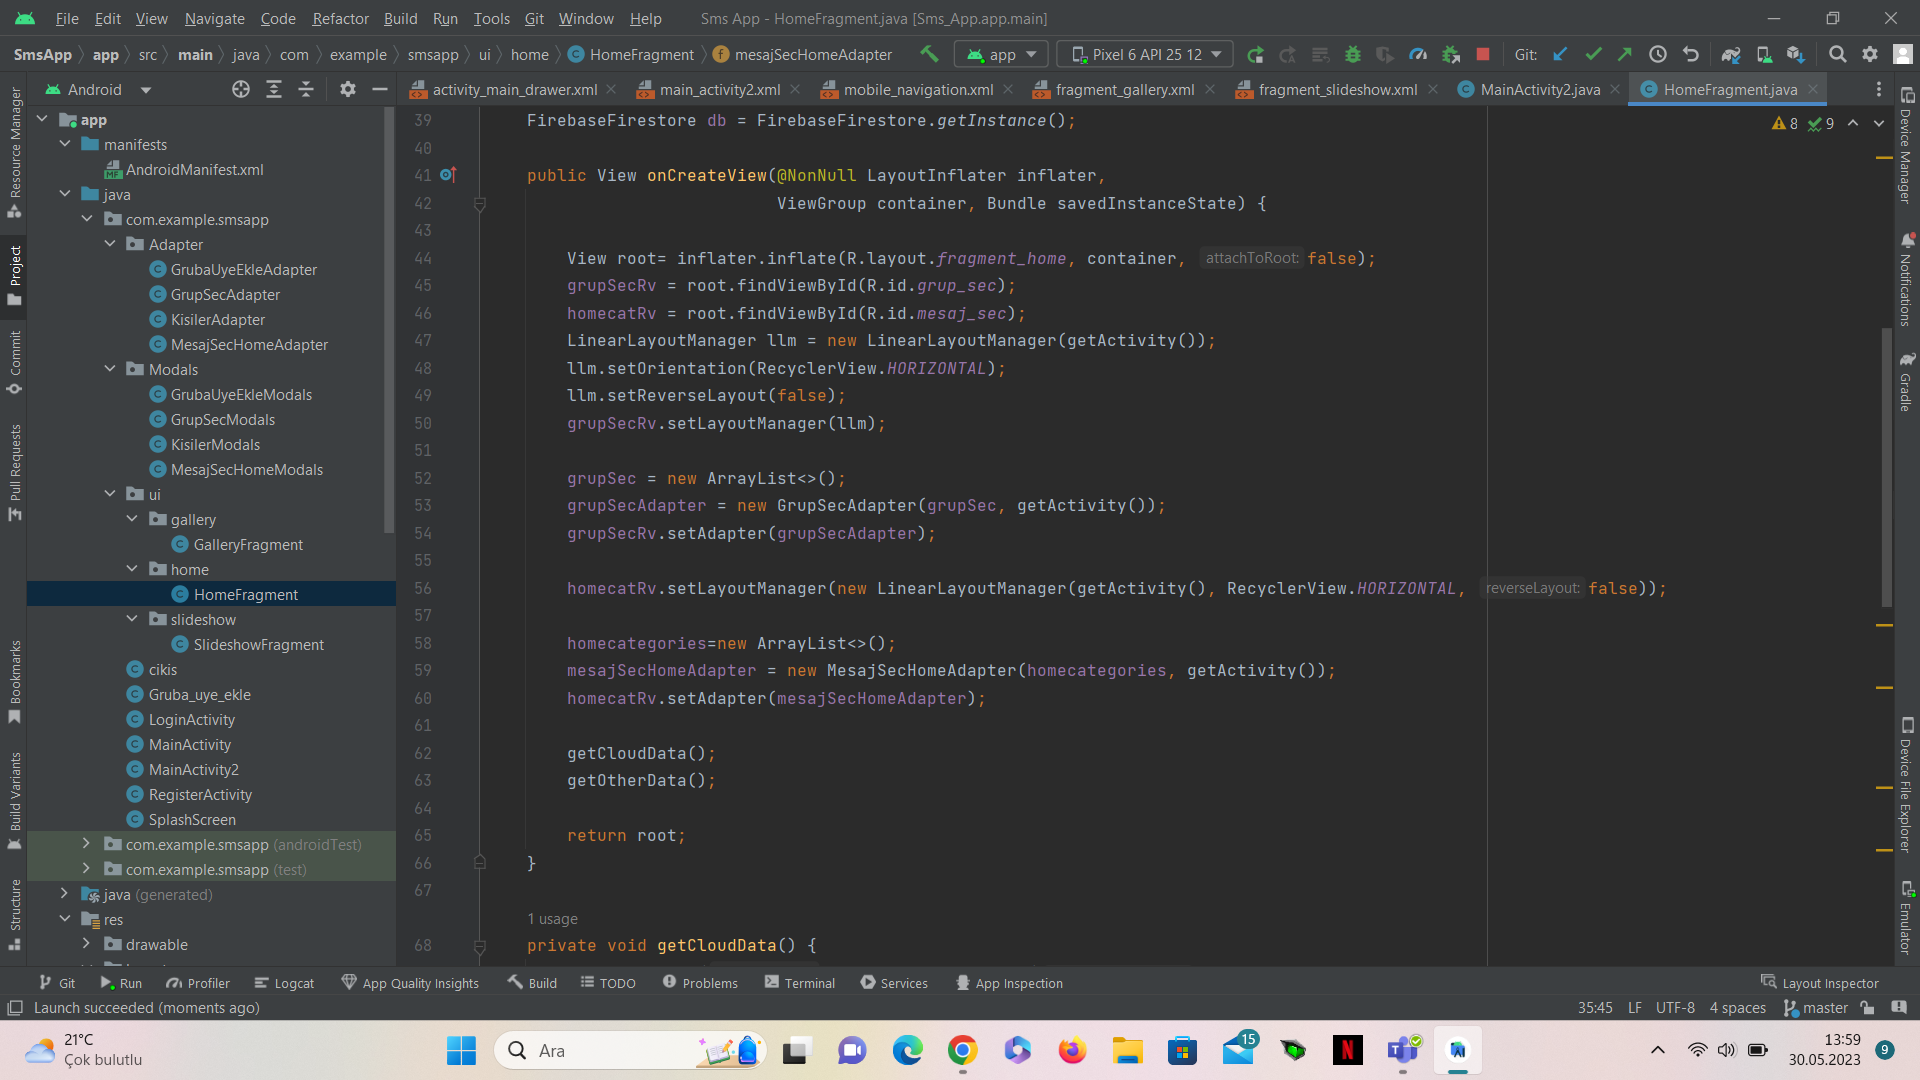 File Edit View Navigate Code Refactor Build Run Tools Git Window Help Sms App - HomeFragment.java [Sms_App.app.main]
SmsApp app src main java com example smsapp ui home HomeFragment mesajSecHomeAdapter app Pixel 6 API 25 12 Git:
Android activity_main_drawer.xml main_activity2.xml mobile_navigation.xml fragment_gallery.xml fragment_slideshow.xml MainActivity2.java HomeFragment.java
8 9
Resource Manager
Project
Commit
Pull Requests
Bookmarks
Build Variants
Structure
app
manifests
AndroidManifest.xml
java
com.example.smsapp
Adapter
GrubaUyeEkleAdapter
GrupSecAdapter
KisilerAdapter
MesajSecHomeAdapter
Modals
GrubaUyeEkleModals
GrupSecModals
KisilerModals
MesajSecHomeModals
ui
gallery
GalleryFragment
home
HomeFragment
slideshow
SlideshowFragment
cikis
Gruba_uye_ekle
LoginActivity
MainActivity
MainActivity2
RegisterActivity
SplashScreen
com.example.smsapp (androidTest)
com.example.smsapp (test)
java (generated)
res
drawable
39 FirebaseFirestore db = FirebaseFirestore.getInstance();
40
41 public View onCreateView(@NonNull LayoutInflater inflater,
42 ViewGroup container, Bundle savedInstanceState) {
43
44 View root= inflater.inflate(R.layout.fragment_home, container, attachToRoot: false);
45 grupSecRv = root.findViewById(R.id.grup_sec);
46 homecatRv = root.findViewById(R.id.mesaj_sec);
47 LinearLayoutManager llm = new LinearLayoutManager(getActivity());
48 llm.setOrientation(RecyclerView.HORIZONTAL);
49 llm.setReverseLayout(false);
50 grupSecRv.setLayoutManager(llm);
51
52 grupSec = new ArrayList<>();
53 grupSecAdapter = new GrupSecAdapter(grupSec, getActivity());
54 grupSecRv.setAdapter(grupSecAdapter);
55
56 homecatRv.setLayoutManager(new LinearLayoutManager(getActivity(), RecyclerView.HORIZONTAL, reverseLayout: false));
57
58 homecategories=new ArrayList<>();
59 mesajSecHomeAdapter = new MesajSecHomeAdapter(homecategories, getActivity());
60 homecatRv.setAdapter(mesajSecHomeAdapter);
61
62 getCloudData();
63 getOtherData();
64
65 return root;
66 }
67
1 usage
68 private void getCloudData() {
Device Manager
Notifications
Gradle
Device File Explorer
Emulator
Git Run Profiler Logcat App Quality Insights Build TODO Problems Terminal Services App Inspection Layout Inspector
Launch succeeded (moments ago) 35:45 LF UTF-8 4 spaces master
21°C
Çok bulutlu
Ara
15
13:59
30.05.2023
9